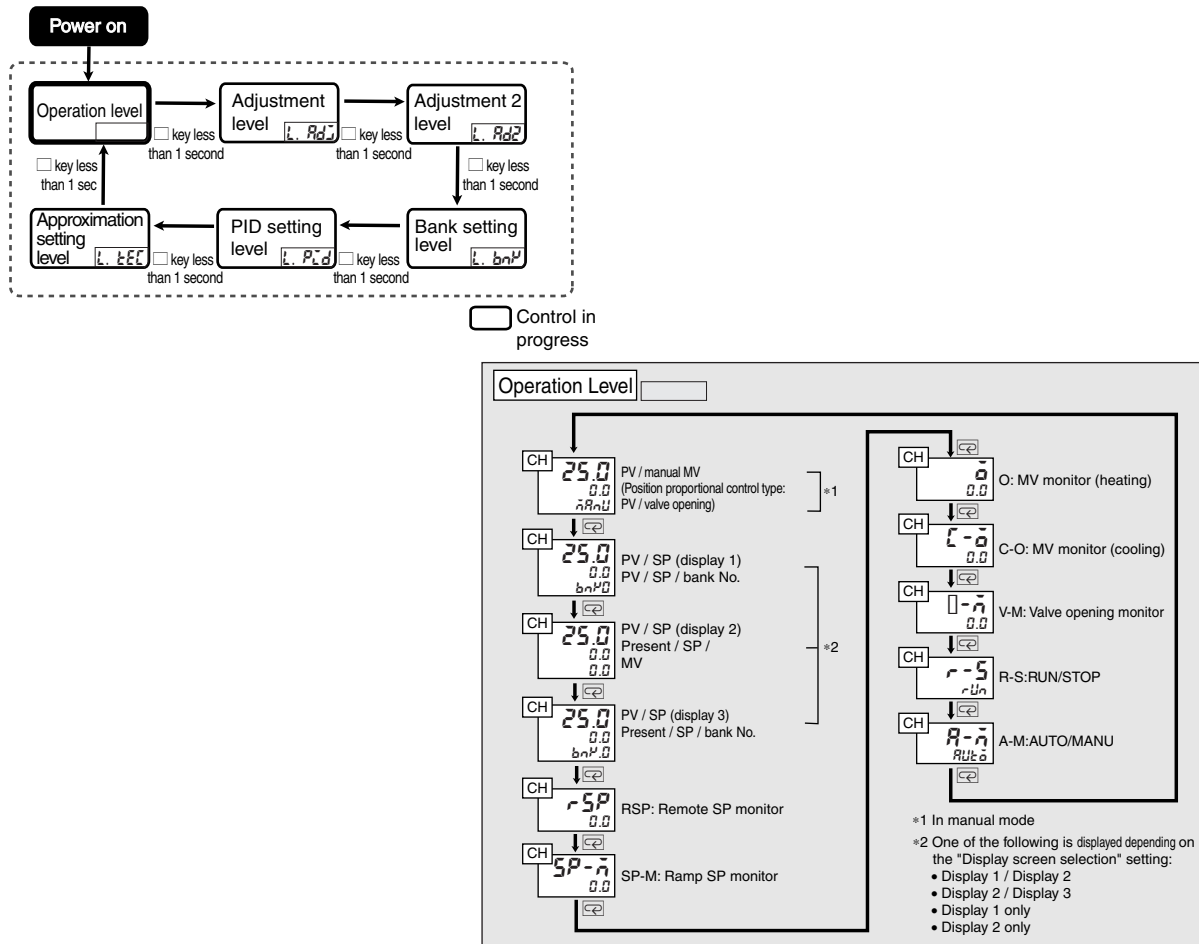 Power on
Operation level
Adjustment
level
L. AdJ
Adjustment 2
level
L. Ad2
□ key less
than 1 second
□ key less
than 1 second
□ key less
than 1 sec
□ key less
than 1 second
Approximation
setting
level
L. tEC
PID setting
level
L. PId
Bank setting
level
L. bnK
□ key less
than 1 second
□ key less
than 1 second
Control in
progress
Operation Level
CH
25.0
0.0
MAnU
PV / manual MV
(Position proportional control type:
PV / valve opening)
*1
CH
25.0
0.0
bnK0
PV / SP (display 1)
PV / SP / bank No.
CH
25.0
0.0
0.0
PV / SP (display 2)
Present / SP /
MV
*2
CH
25.0
0.0
bnK.0
PV / SP (display 3)
Present / SP / bank No.
CH
rSP
0.0
RSP: Remote SP monitor
CH
SP-M
0.0
SP-M: Ramp SP monitor
CH
o
0.0
O: MV monitor (heating)
CH
C-o
0.0
C-O: MV monitor (cooling)
CH
▯-M
0.0
V-M: Valve opening monitor
CH
r-S
rUn
R-S:RUN/STOP
CH
A-M
AUto
A-M:AUTO/MANU
*1 In manual mode
*2 One of the following is displayed depending on
the "Display screen selection" setting:
• Display 1 / Display 2
• Display 2 / Display 3
• Display 1 only
• Display 2 only